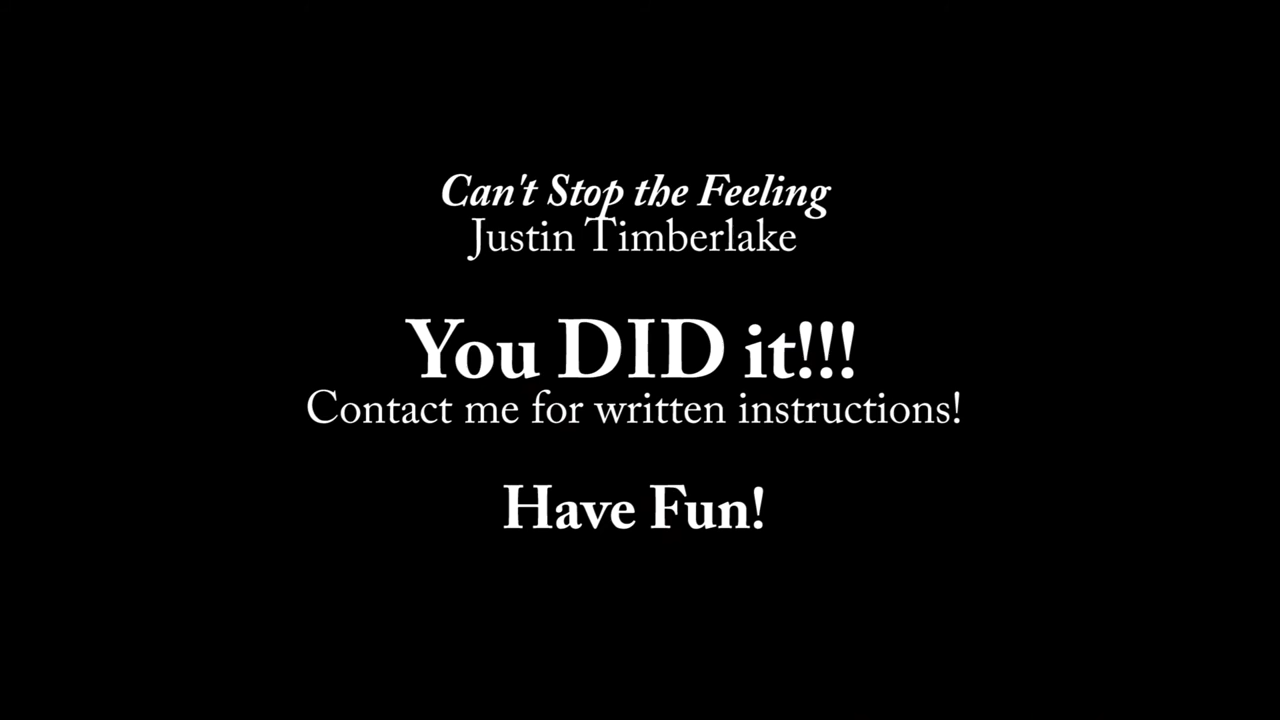 Can't Stop the Feeling
Justin Timberlake
You DID it!!!
Contact me for written instructions!
Have Fun!